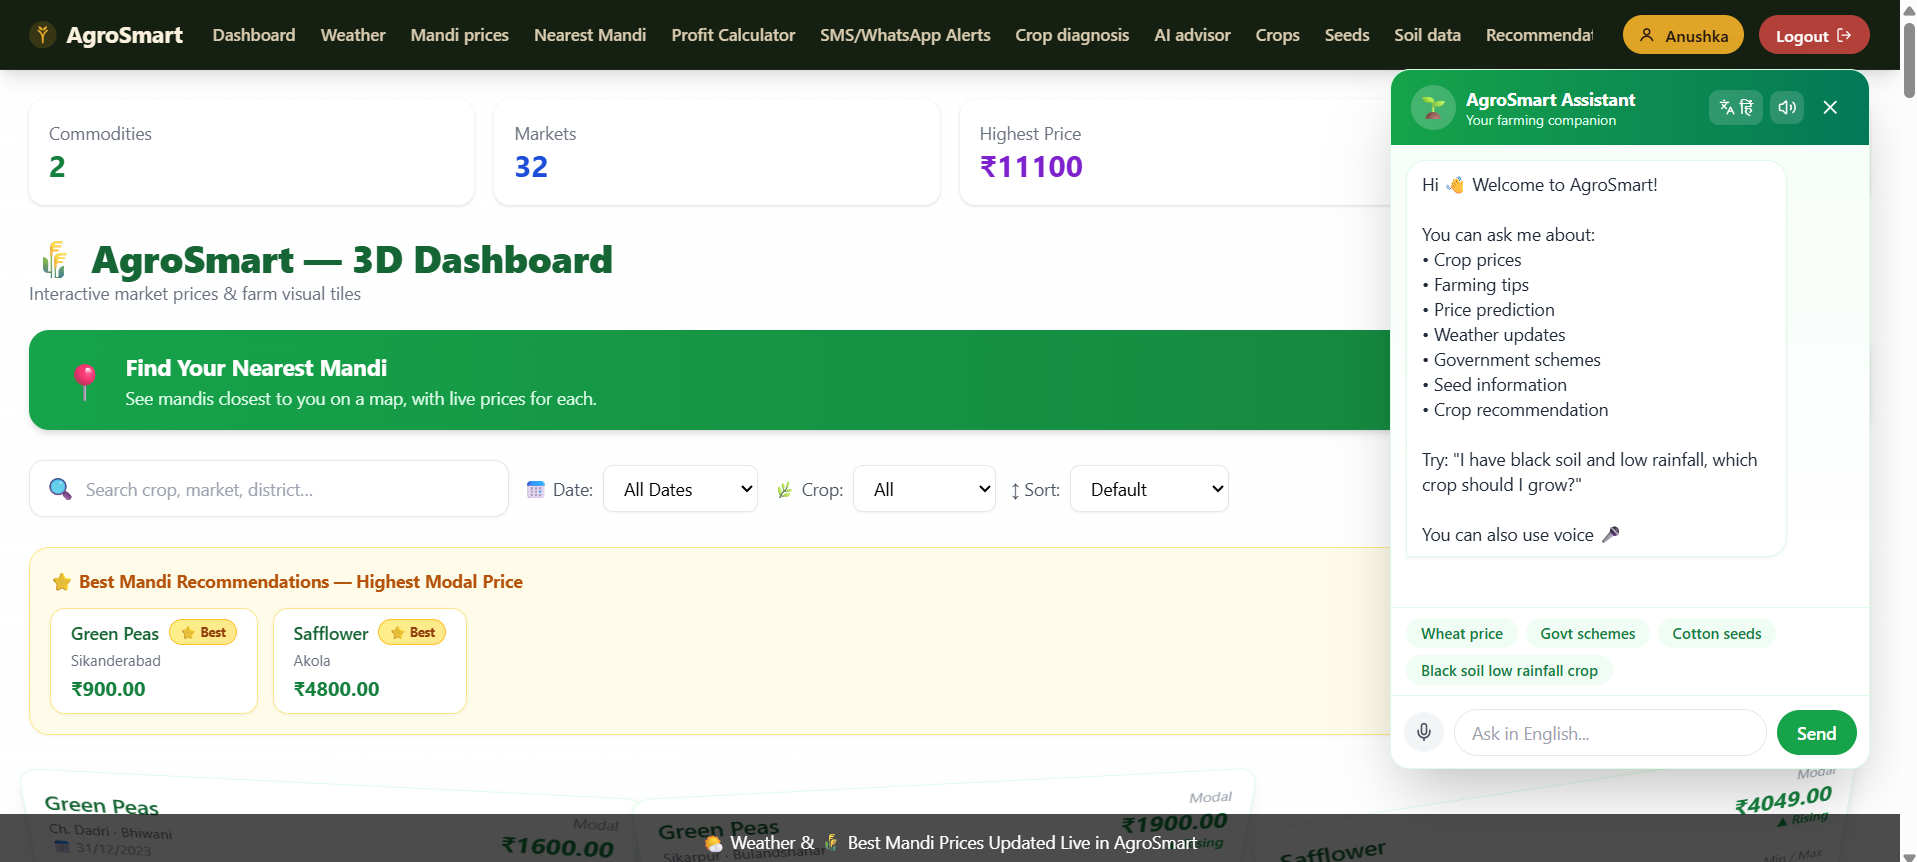 AgroSmart
Dashboard Weather Mandi prices Nearest Mandi Profit Calculator SMS/WhatsApp Alerts Crop diagnosis AI advisor Crops Seeds Soil data Recommendat
Anushka
Logout
Commodities
2
Markets
32
Highest Price
₹11100
AgroSmart — 3D Dashboard
Interactive market prices & farm visual tiles
Find Your Nearest Mandi
See mandis closest to you on a map, with live prices for each.
Search crop, market, district...
Date: All Dates
Crop: All
Sort: Default
Best Mandi Recommendations — Highest Modal Price
Green Peas Best
Sikanderabad
₹900.00
Safflower Best
Akola
₹4800.00
Green Peas
Ch. Dadri - Bhiwani
31/12/2023
Modal
₹1600.00
Green Peas
Modal
₹1900.00
Safflower
Modal
₹4049.00
▲ Rising
Min / Max
Weather & Best Mandi Prices Updated Live in AgroSmart
AgroSmart Assistant
Your farming companion
हिं
Hi Welcome to AgroSmart!
You can ask me about:
• Crop prices
• Farming tips
• Price prediction
• Weather updates
• Government schemes
• Seed information
• Crop recommendation
Try: "I have black soil and low rainfall, which
crop should I grow?"
You can also use voice
Wheat price
Govt schemes
Cotton seeds
Black soil low rainfall crop
Ask in English...
Send